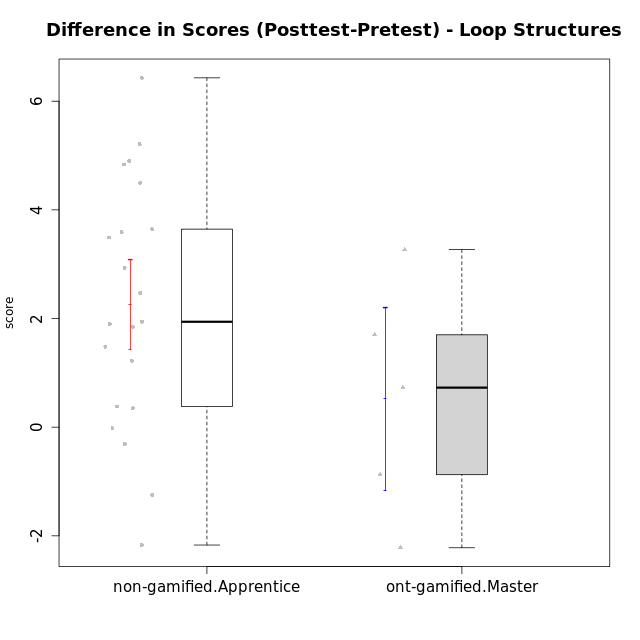 Difference in Scores (Posttest-Pretest) - Loop Structures
6
4
2
0
-2
score
non-gamified.Apprentice
ont-gamified.Master